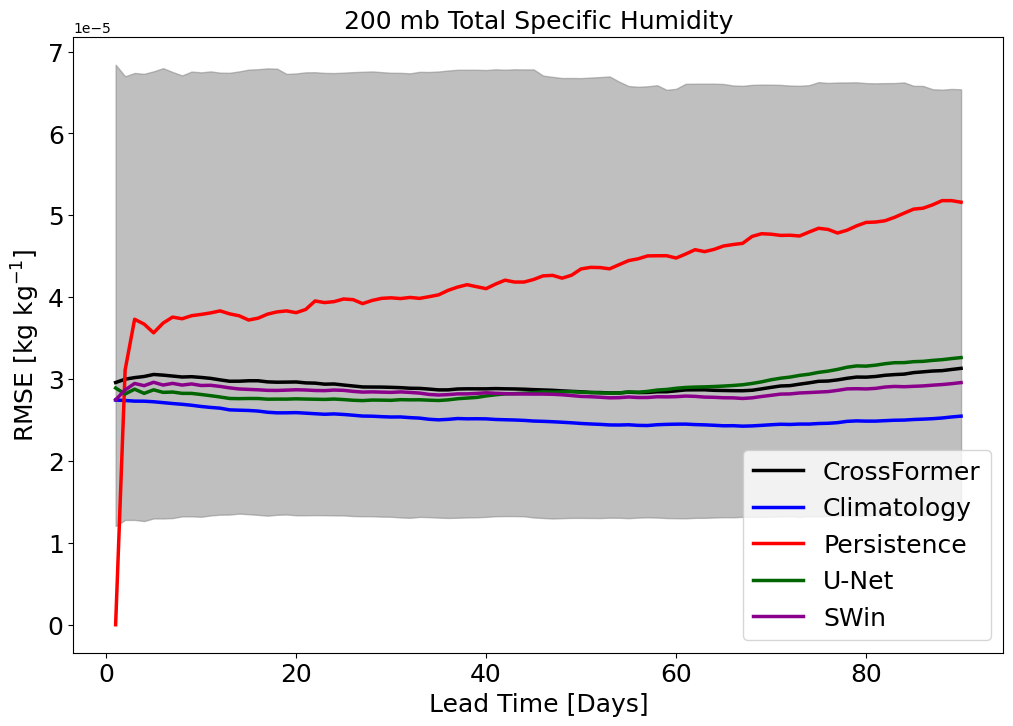 200 mb Total Specific Humidity
1e−5
7
6
5
4
3
2
1
0
RMSE [kg kg⁻¹]
0 20 40 60 80
Lead Time [Days]
CrossFormer
Climatology
Persistence
U-Net
SWin